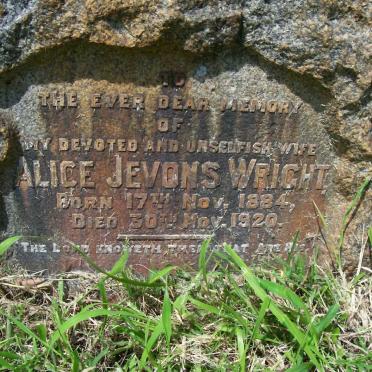 TO
THE EVER DEAR MEMORY
OF
MY DEVOTED AND UNSELFISH WIFE
ALICE JEVONS WRIGHT
BORN 17TH NOV. 1884,
DIED 30TH NOV. 1920.
THE LORD KNOWETH THEM THAT ARE HIS